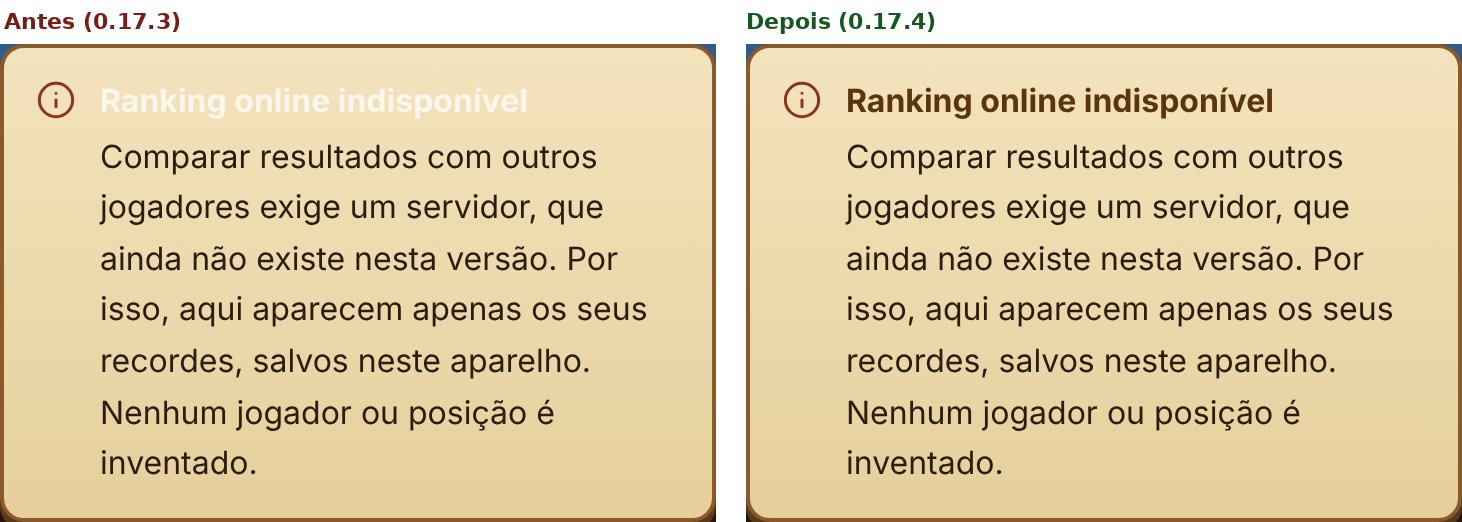 Antes (0.17.3)
Ranking online indisponível
Comparar resultados com outros
jogadores exige um servidor, que
ainda não existe nesta versão. Por
isso, aqui aparecem apenas os seus
recordes, salvos neste aparelho.
Nenhum jogador ou posição é
inventado.
Depois (0.17.4)
Ranking online indisponível
Comparar resultados com outros
jogadores exige um servidor, que
ainda não existe nesta versão. Por
isso, aqui aparecem apenas os seus
recordes, salvos neste aparelho.
Nenhum jogador ou posição é
inventado.